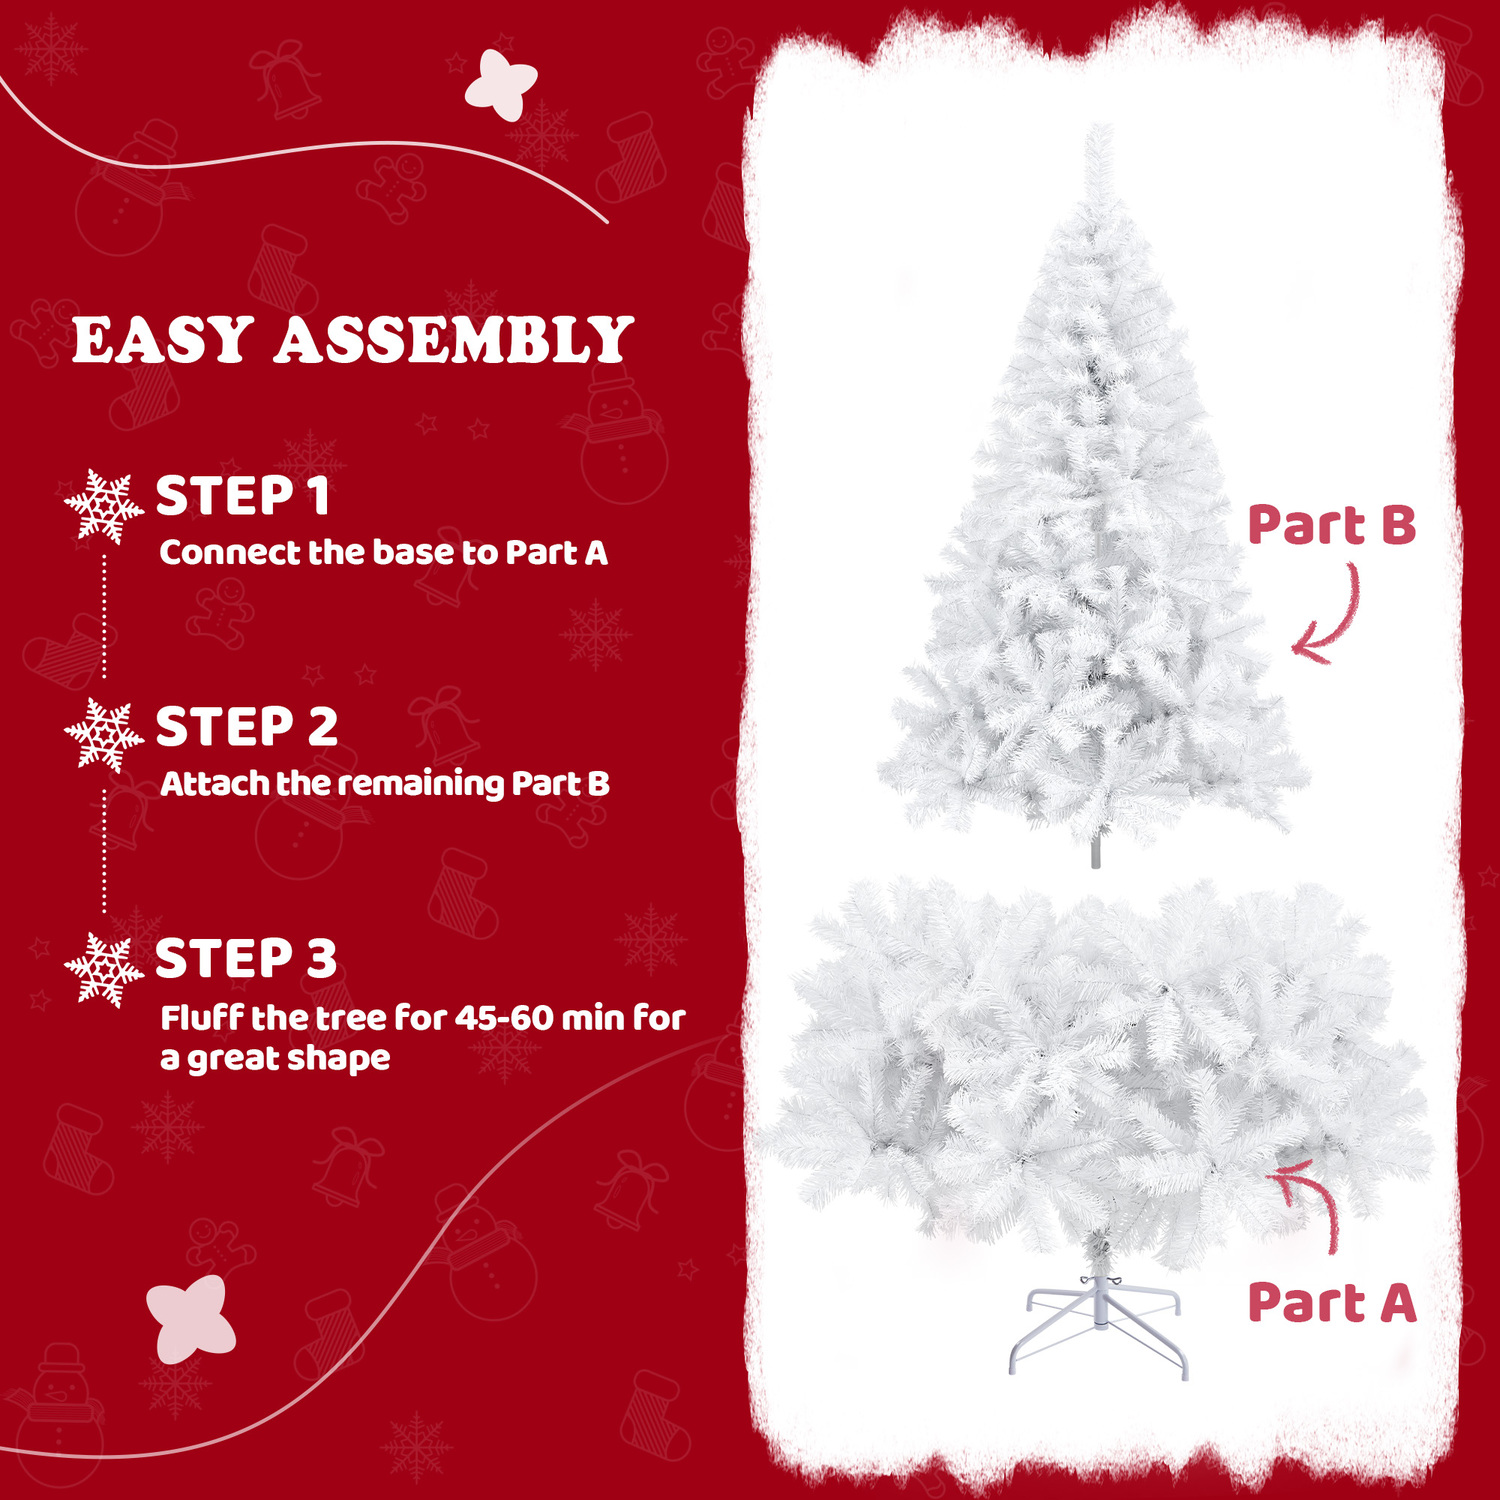 EASY ASSEMBLY
STEP 1
Connect the base to Part A
STEP 2
Attach the remaining Part B
STEP 3
Fluff the tree for 45-60 min for
a great shape
Part B
Part A